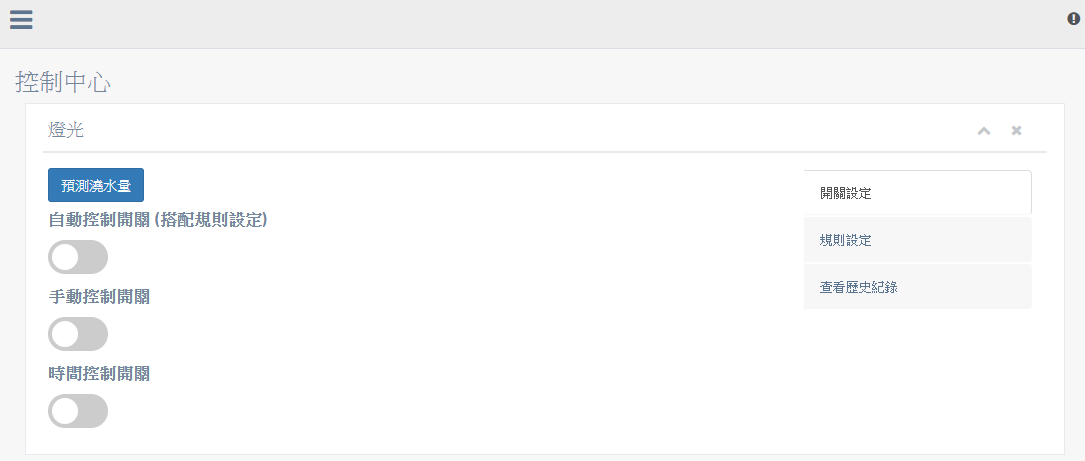 控制中心
燈光
預測澆水量
自動控制開關 (搭配規則設定)
手動控制開關
時間控制開關
開關設定
規則設定
查看歷史紀錄